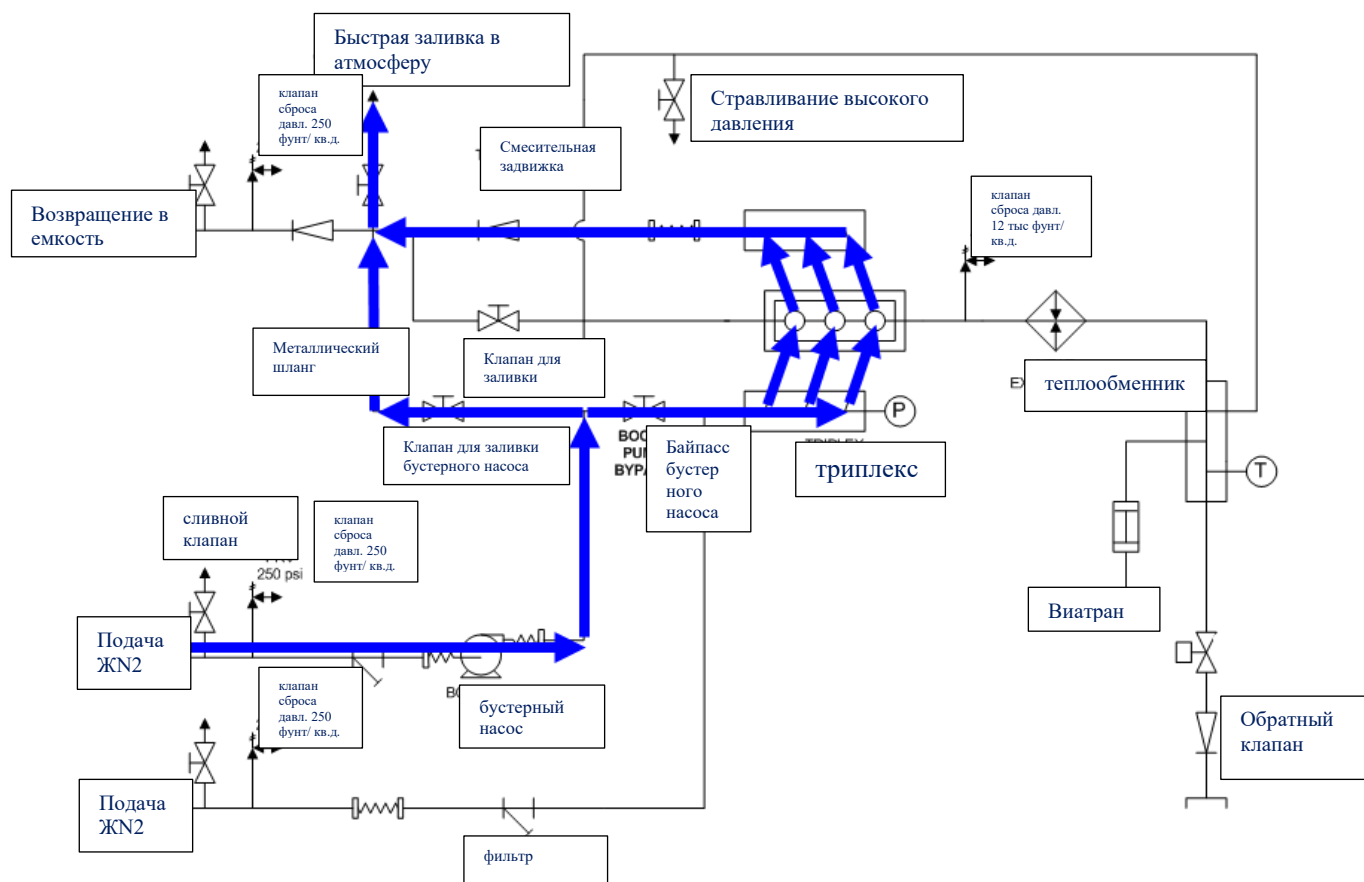 Быстрая заливка в
атмосферу
клапан
сброса
давл. 250
фунт/ кв.д.
Стравливание высокого
давления
Смесительная
задвижка
Возвращение в
емкость
клапан
сброса давл.
12 тыс фунт/
кв.д.
Металлический
шланг
Клапан для
заливки
теплообменник
P
Клапан для заливки
бустерного насоса
Байпасс
бустер
ного
насоса
триплекс
T
сливной
клапан
клапан
сброса
давл. 250
фунт/ кв.д.
250 psi
Виатран
Подача
ЖN2
клапан
сброса
давл. 250
фунт/ кв.д.
бустерный
насос
Обратный
клапан
Подача
ЖN2
фильтр